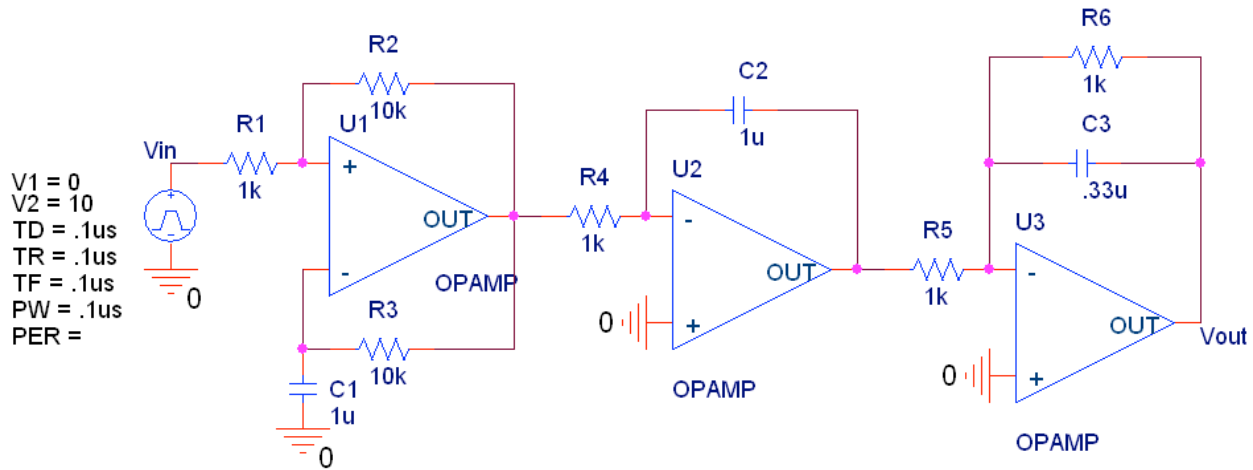 Vin
V1 = 0
V2 = 10
TD = .1us
TR = .1us
TF = .1us
PW = .1us
PER =
0
R1
1k
R2
10k
U1
+
-
OUT
OPAMP
R3
10k
C1
1u
0
R4
1k
C2
1u
U2
-
+
OUT
0
OPAMP
R5
1k
R6
1k
C3
.33u
U3
-
+
OUT
0
OPAMP
Vout